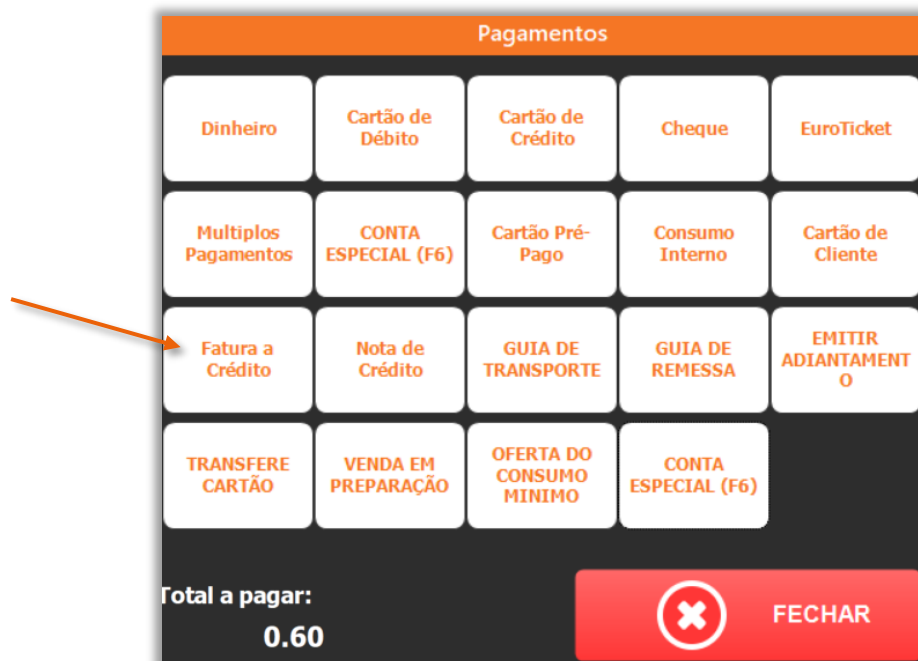 Pagamentos
Dinheiro
Cartão de
Débito
Cartão de
Crédito
Cheque
EuroTicket
Multiplos
Pagamentos
CONTA
ESPECIAL (F6)
Cartão Pré-
Pago
Consumo
Interno
Cartão de
Cliente
Fatura a
Crédito
Nota de
Crédito
GUIA DE
TRANSPORTE
GUIA DE
REMESSA
EMITIR
ADIANTAMENT
O
TRANSFERE
CARTÃO
VENDA EM
PREPARAÇÃO
OFERTA DO
CONSUMO
MINIMO
CONTA
ESPECIAL (F6)
Total a pagar:
0.60
FECHAR